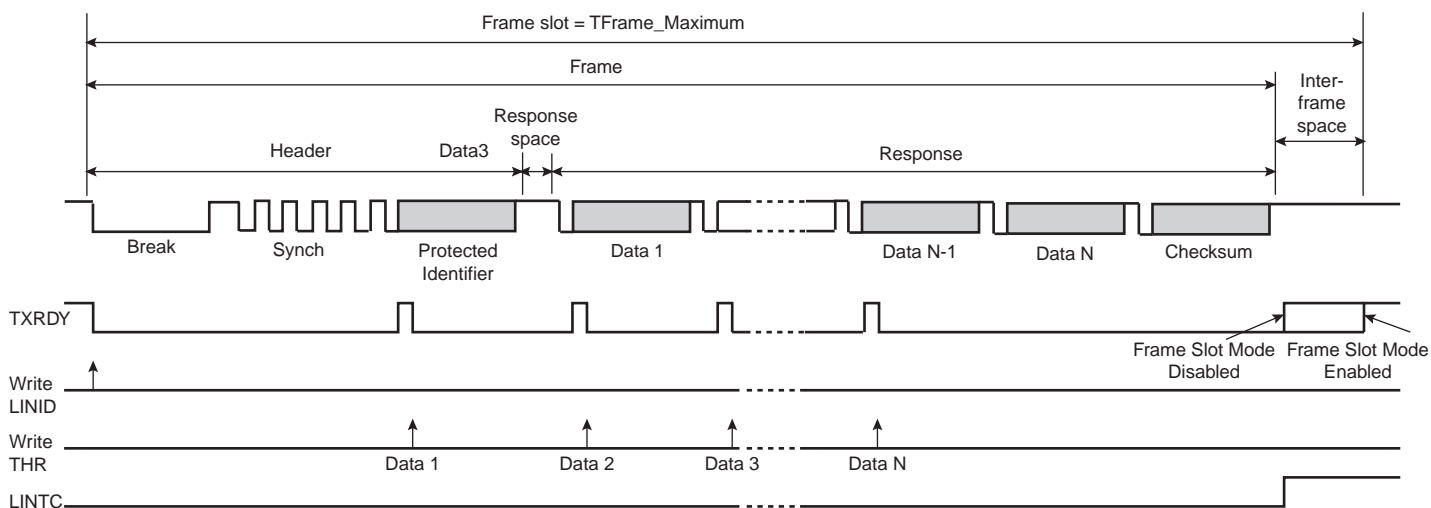 Frame slot = TFrame_Maximum
Frame
Inter-
frame
space
Response
space
Header
Data3
Response
Break
Synch
Protected
Identifier
Data 1
Data N-1
Data N
Checksum
TXRDY
Frame Slot Mode
Disabled
Frame Slot Mode
Enabled
Write
LINID
Write
THR
Data 1
Data 2
Data 3
Data N
LINTC